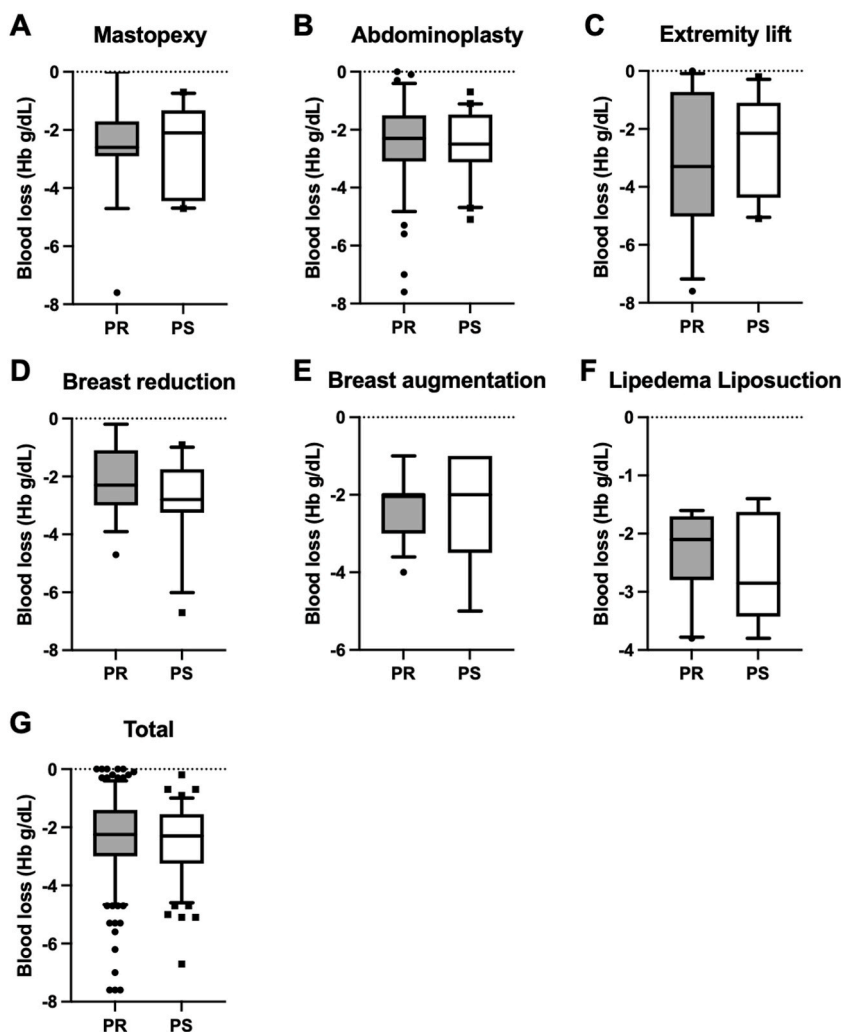 A Mastopexy
Blood loss (Hb g/dL)
0
-2
-4
-6
-8
PR PS
B Abdominoplasty
Blood loss (Hb g/dL)
0
-2
-4
-6
-8
PR PS
C Extremity lift
Blood loss (Hb g/dL)
0
-2
-4
-6
-8
PR PS
D Breast reduction
Blood loss (Hb g/dL)
0
-2
-4
-6
-8
PR PS
E Breast augmentation
Blood loss (Hb g/dL)
0
-2
-4
-6
PR PS
F Lipedema Liposuction
Blood loss (Hb g/dL)
0
-1
-2
-3
-4
PR PS
G Total
Blood loss (Hb g/dL)
0
-2
-4
-6
-8
PR PS